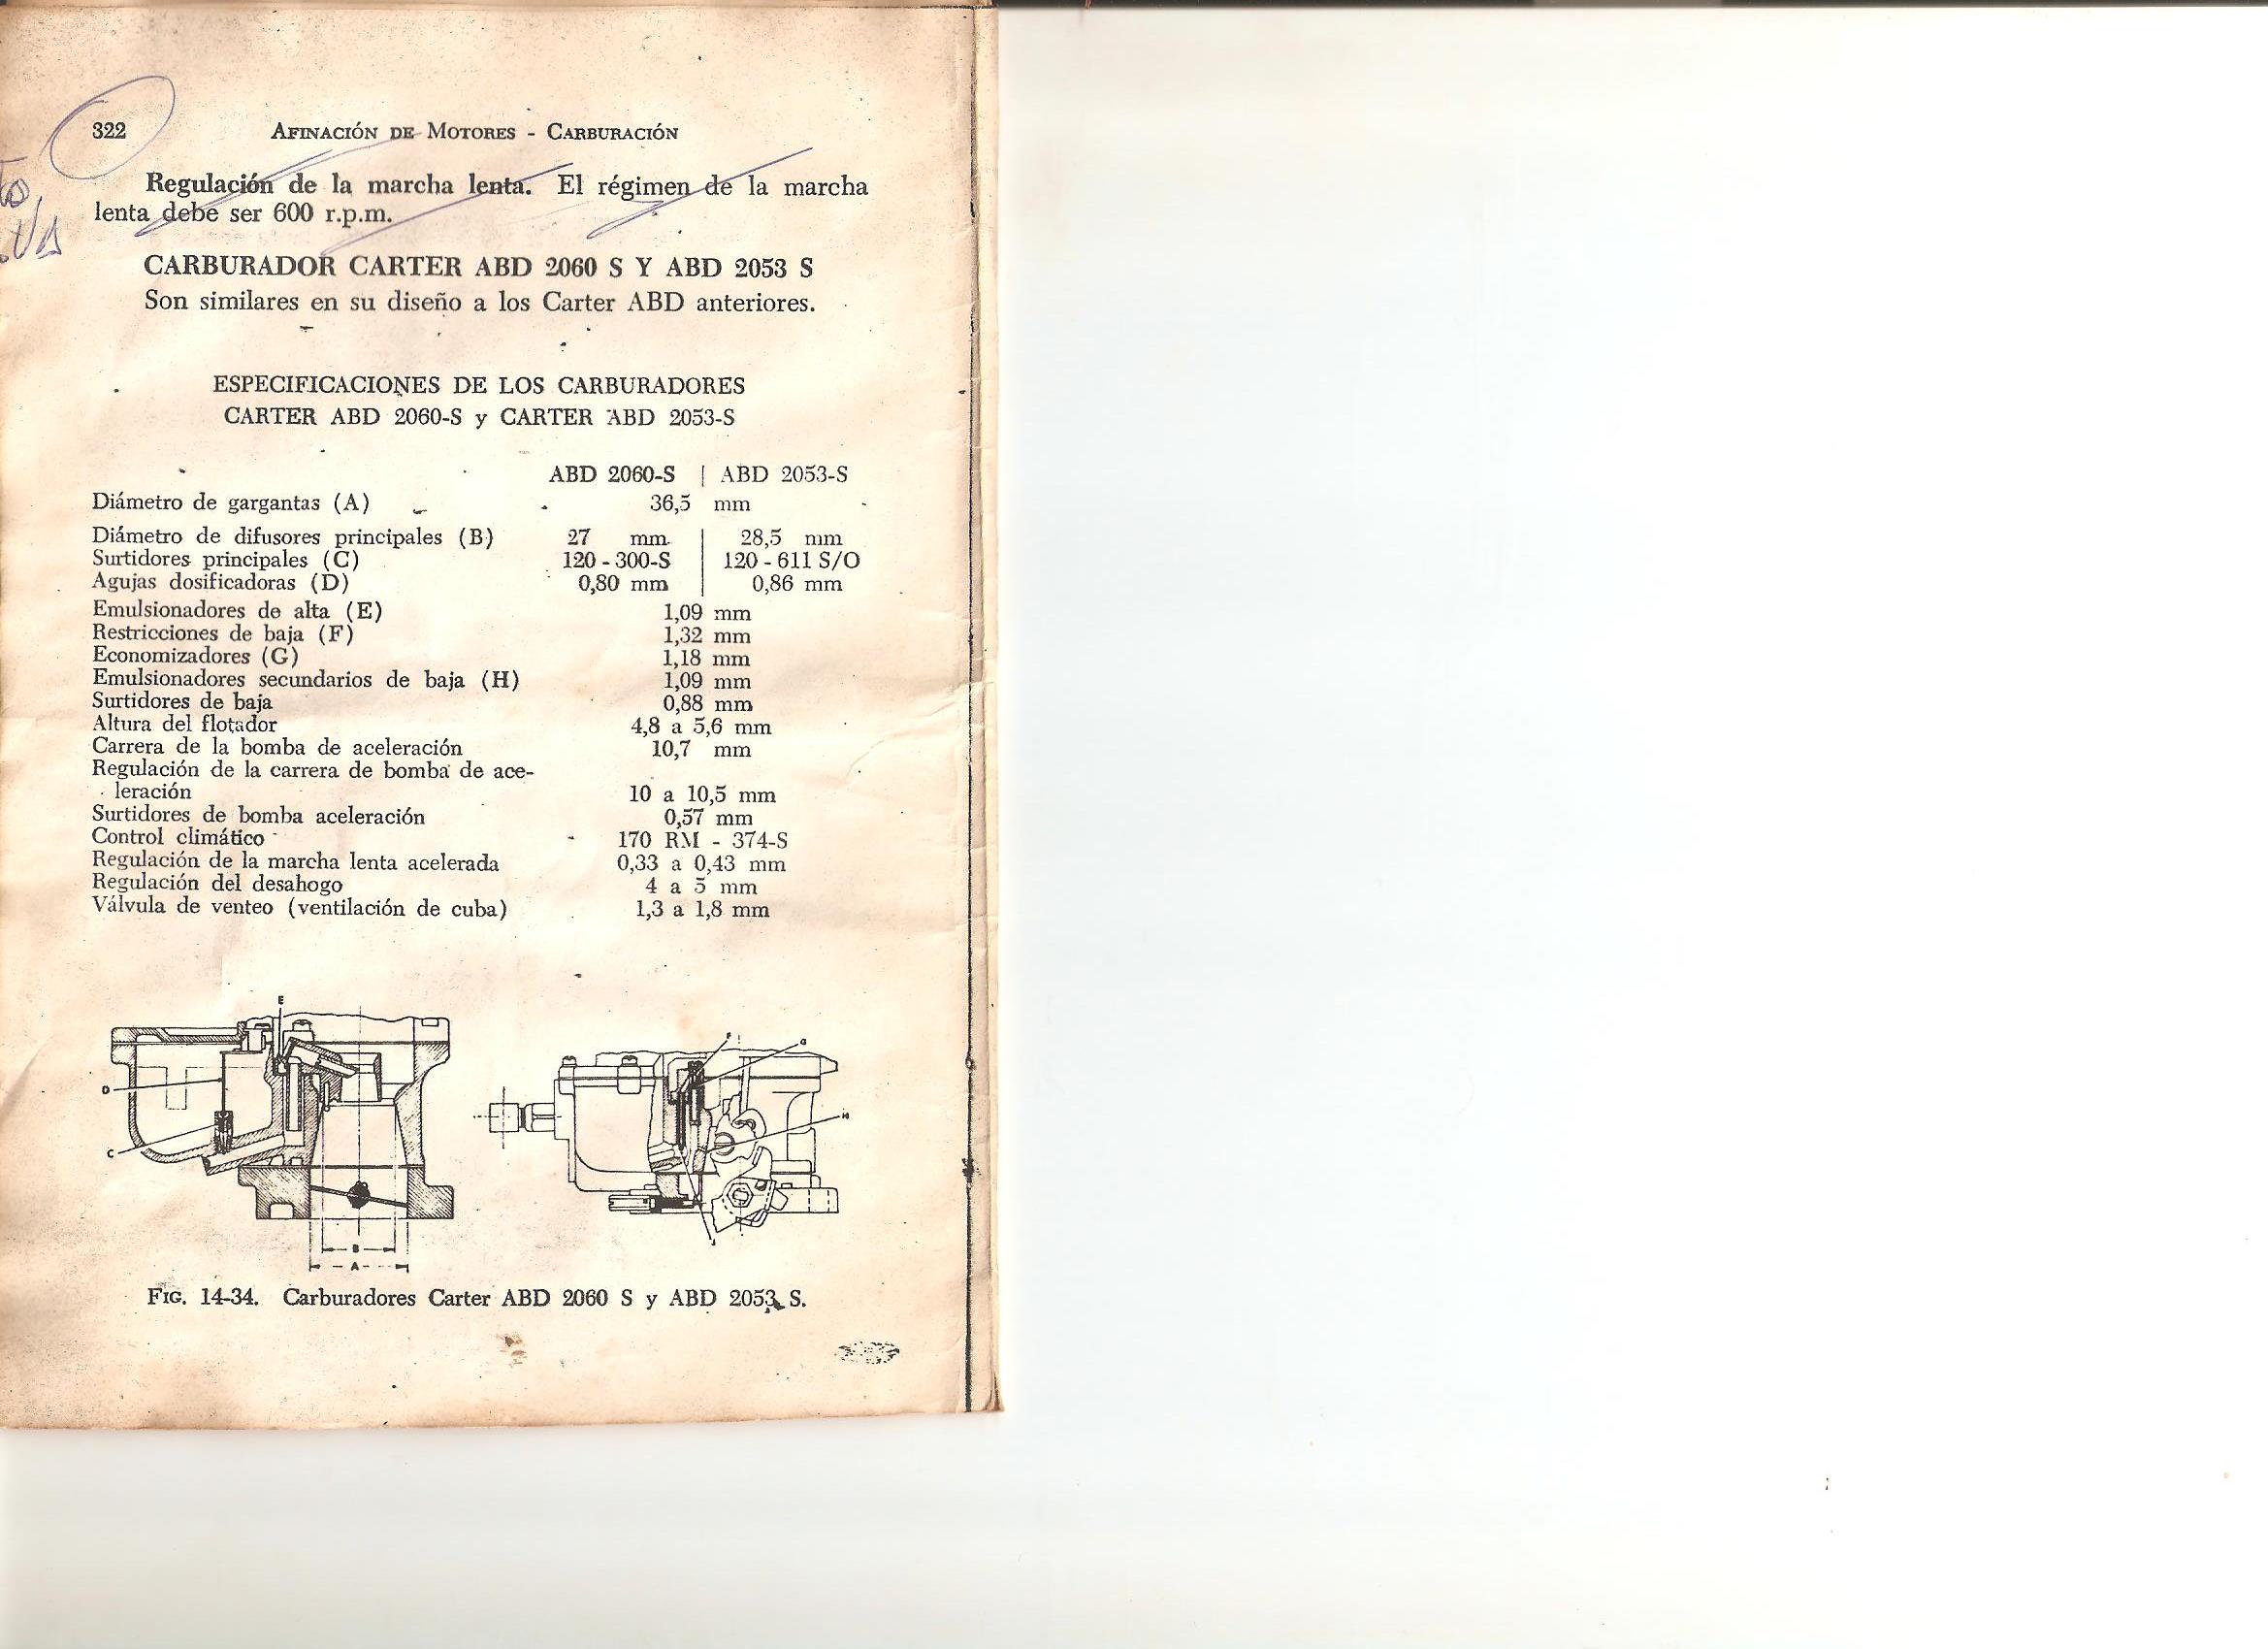 322 AFINACIÓN DE MOTORES - CARBURACIÓN
Regulación de la marcha lenta. El régimen de la marcha
lenta debe ser 600 r.p.m.
CARBURADOR CARTER ABD 2060 S Y ABD 2053 S
Son similares en su diseño a los Carter ABD anteriores.
ESPECIFICACIONES DE LOS CARBURADORES
CARTER ABD 2060-S y CARTER ABD 2053-S
ABD 2060-S | ABD 2053-S
Diámetro de gargantas (A) 36,5 mm
Diámetro de difusores principales (B) 27 mm 28,5 mm
Surtidores principales (C) 120 - 300-S 120 - 611 S/O
Agujas dosificadoras (D) 0,80 mm 0,86 mm
Emulsionadores de alta (E) 1,09 mm
Restricciones de baja (F) 1,32 mm
Economizadores (G) 1,18 mm
Emulsionadores secundarios de baja (H) 1,09 mm
Surtidores de baja 0,88 mm
Altura del flotador 4,8 a 5,6 mm
Carrera de la bomba de aceleración 10,7 mm
Regulación de la carrera de bomba de ace-
leración 10 a 10,5 mm
Surtidores de bomba aceleración 0,57 mm
Control climático 170 RM - 374-S
Regulación de la marcha lenta acelerada 0,33 a 0,43 mm
Regulación del desahogo 4 a 5 mm
Válvula de venteo (ventilación de cuba) 1,3 a 1,8 mm
E
D
C
B
A
F
G
H
J
FIG. 14-34. Carburadores Carter ABD 2060 S y ABD 2053 S.